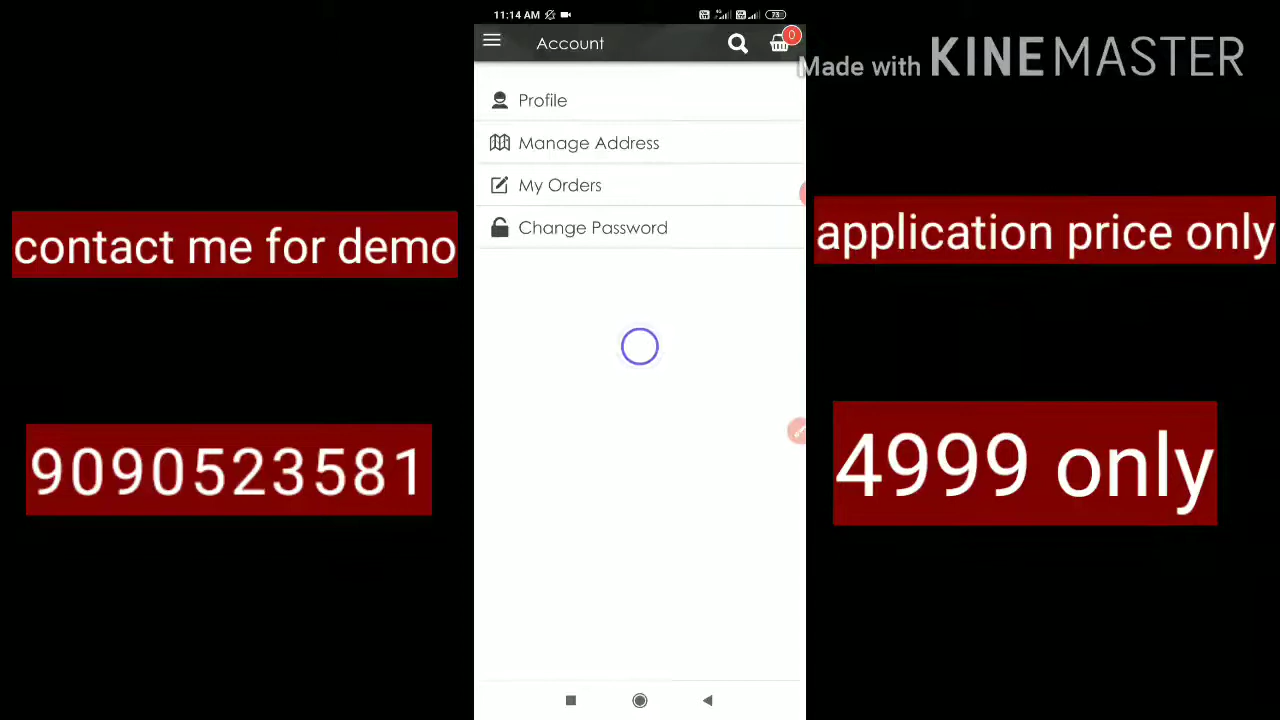 11:14 AM
73
Account
0
Made with KINEMASTER
Profile
Manage Address
My Orders
Change Password
contact me for demo
9090523581
application price only
4999 only